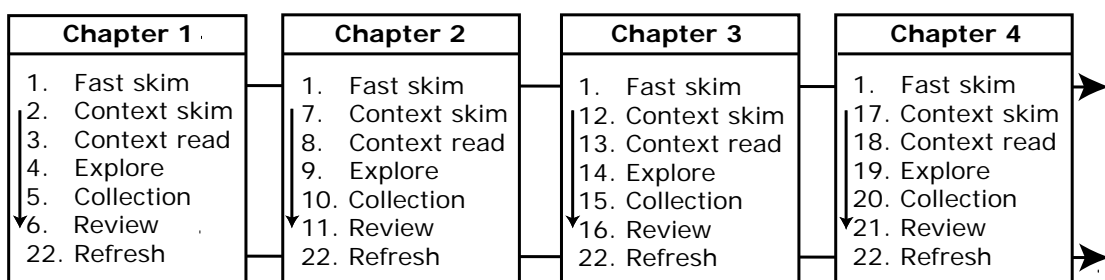 Chapter 1
1. Fast skim
2. Context skim
3. Context read
4. Explore
5. Collection
6. Review
22. Refresh
Chapter 2
1. Fast skim
7. Context skim
8. Context read
9. Explore
10. Collection
11. Review
22. Refresh
Chapter 3
1. Fast skim
12. Context skim
13. Context read
14. Explore
15. Collection
16. Review
22. Refresh
Chapter 4
1. Fast skim
17. Context skim
18. Context read
19. Explore
20. Collection
21. Review
22. Refresh